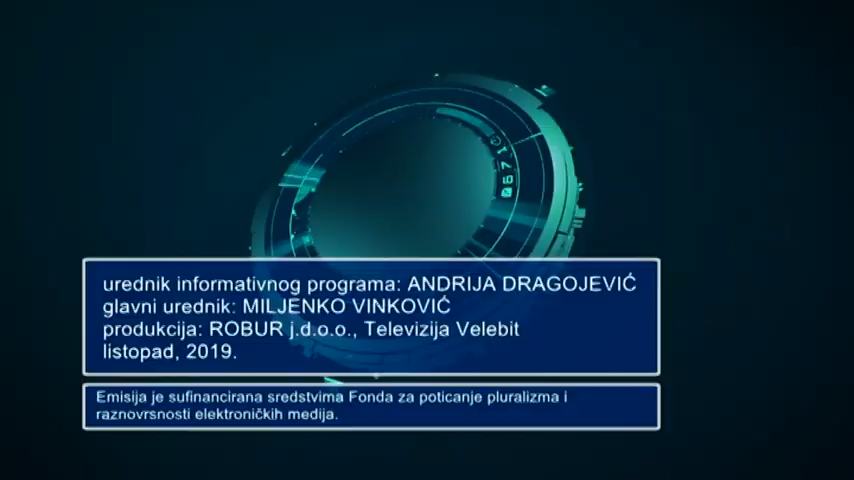 urednik informativnog programa: ANDRIJA DRAGOJEVIĆ
glavni urednik: MILJENKO VINKOVIĆ
produkcija: ROBUR j.d.o.o., Televizija Velebit
listopad, 2019.
Emisija je sufinancirana sredstvima Fonda za poticanje pluralizma i
raznovrsnosti elektroničkih medija.